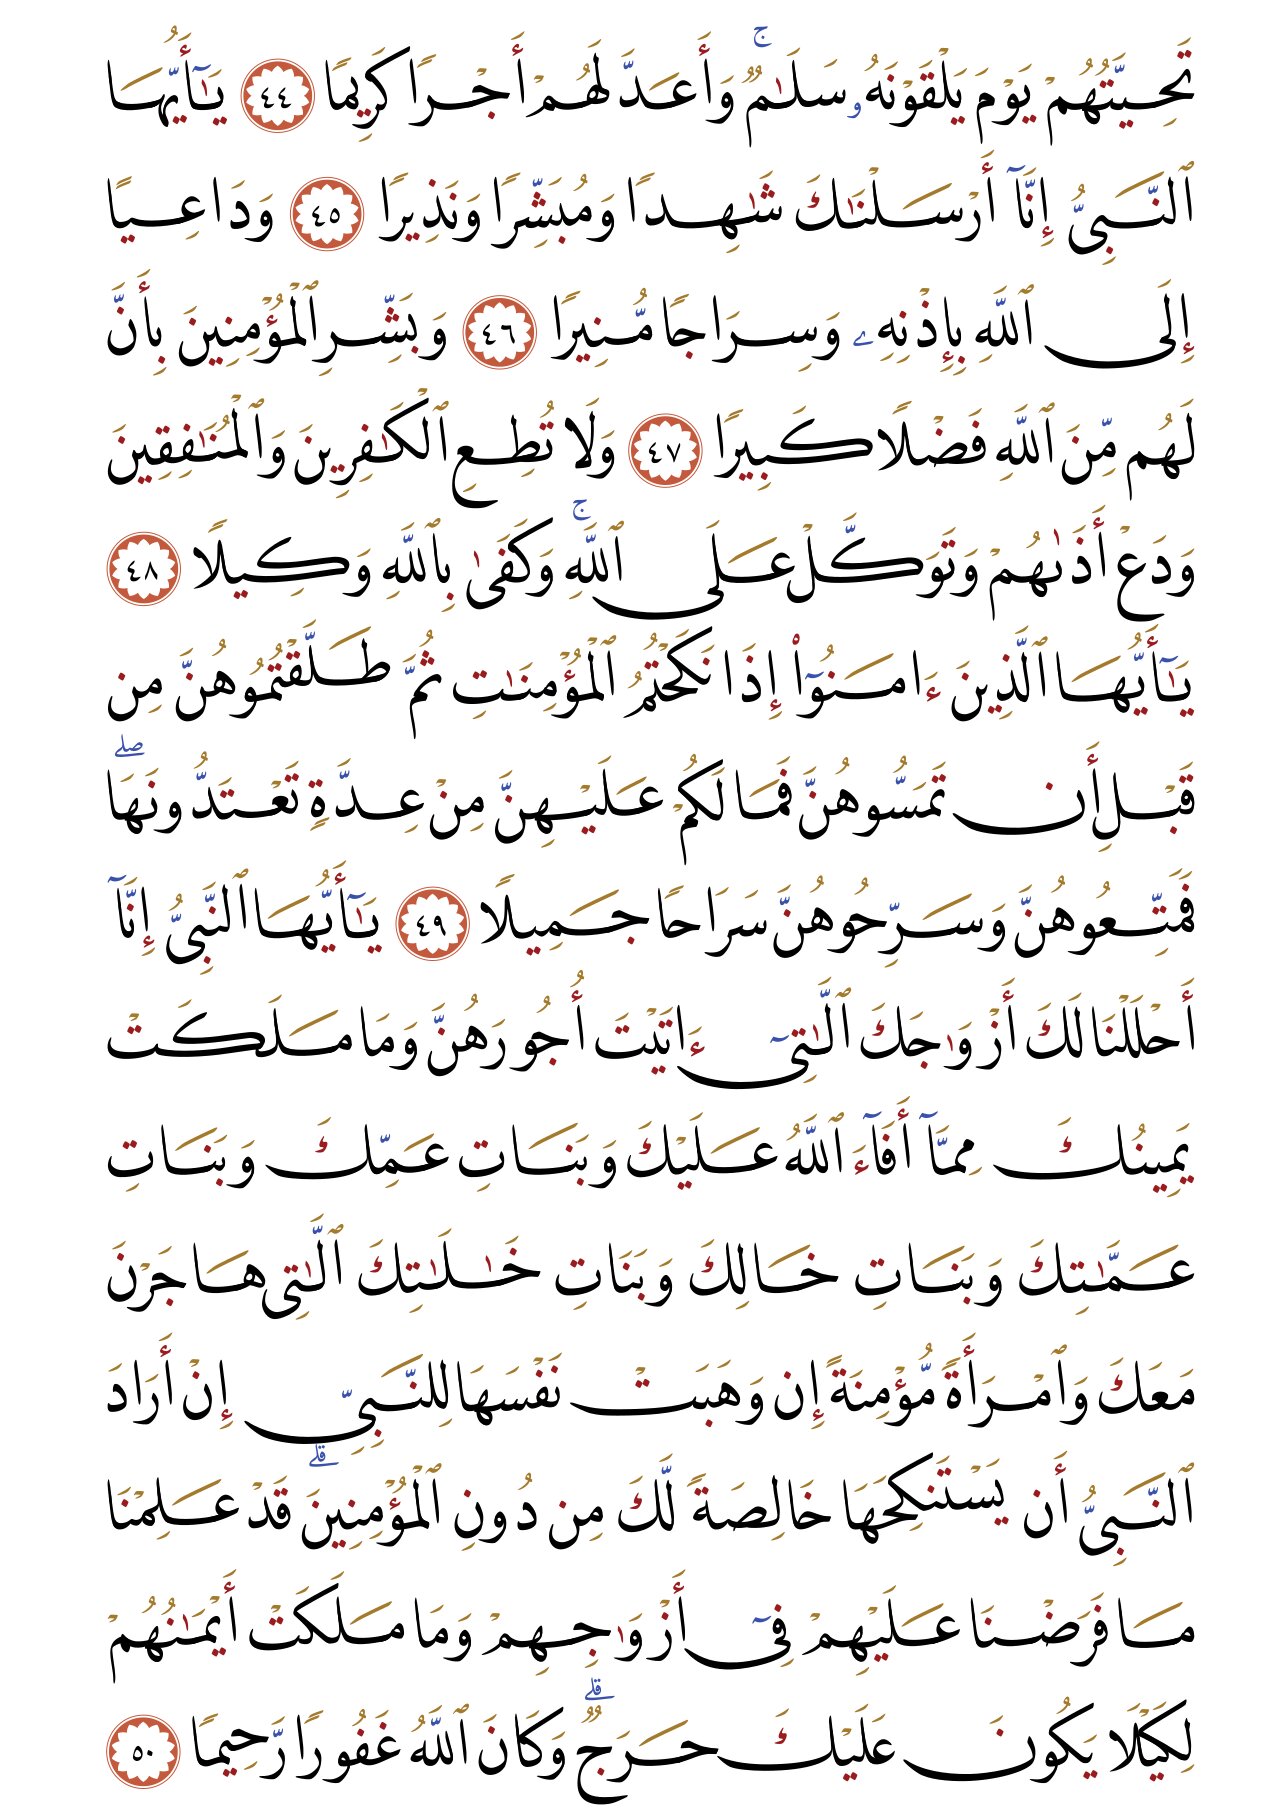 تَحِيَّتُهُمْ يَوْمَ يَلْقَوْنَهُۥ سَلَـٰمٌ ۚ وَأَعَدَّ لَهُمْ أَجْرًا كَرِيمًا ٤٤ يَـٰٓأَيُّهَا
ٱلنَّبِىُّ إِنَّآ أَرْسَلْنَـٰكَ شَـٰهِدًا وَمُبَشِّرًا وَنَذِيرًا ٤٥ وَدَاعِيًا
إِلَى ٱللَّهِ بِإِذْنِهِۦ وَسِرَاجًا مُّنِيرًا ٤٦ وَبَشِّرِ ٱلْمُؤْمِنِينَ بِأَنَّ
لَهُم مِّنَ ٱللَّهِ فَضْلًا كَبِيرًا ٤٧ وَلَا تُطِعِ ٱلْكَـٰفِرِينَ وَٱلْمُنَـٰفِقِينَ
وَدَعْ أَذَىٰهُمْ وَتَوَكَّلْ عَلَى ٱللَّهِ ۚ وَكَفَىٰ بِٱللَّهِ وَكِيلًا ٤٨
يَـٰٓأَيُّهَا ٱلَّذِينَ ءَامَنُوٓا۟ إِذَا نَكَحْتُمُ ٱلْمُؤْمِنَـٰتِ ثُمَّ طَلَّقْتُمُوهُنَّ مِن
قَبْلِ أَن تَمَسُّوهُنَّ فَمَا لَكُمْ عَلَيْهِنَّ مِنْ عِدَّةٍ تَعْتَدُّونَهَا ۖ
فَمَتِّعُوهُنَّ وَسَرِّحُوهُنَّ سَرَاحًا جَمِيلًا ٤٩ يَـٰٓأَيُّهَا ٱلنَّبِىُّ إِنَّآ
أَحْلَلْنَا لَكَ أَزْوَٰجَكَ ٱلَّـٰتِىٓ ءَاتَيْتَ أُجُورَهُنَّ وَمَا مَلَكَتْ
يَمِينُكَ مِمَّآ أَفَآءَ ٱللَّهُ عَلَيْكَ وَبَنَاتِ عَمِّكَ وَبَنَاتِ
عَمَّـٰتِكَ وَبَنَاتِ خَالِكَ وَبَنَاتِ خَـٰلَـٰتِكَ ٱلَّـٰتِى هَاجَرْنَ
مَعَكَ وَٱمْرَأَةً مُّؤْمِنَةً إِن وَهَبَتْ نَفْسَهَا لِلنَّبِىِّ إِنْ أَرَادَ
ٱلنَّبِىُّ أَن يَسْتَنكِحَهَا خَالِصَةً لَّكَ مِن دُونِ ٱلْمُؤْمِنِينَ ۗ قَدْ عَلِمْنَا
مَا فَرَضْنَا عَلَيْهِمْ فِىٓ أَزْوَٰجِهِمْ وَمَا مَلَكَتْ أَيْمَـٰنُهُمْ
لِكَيْلَا يَكُونَ عَلَيْكَ حَرَجٌ ۗ وَكَانَ ٱللَّهُ غَفُورًا رَّحِيمًا ٥٠